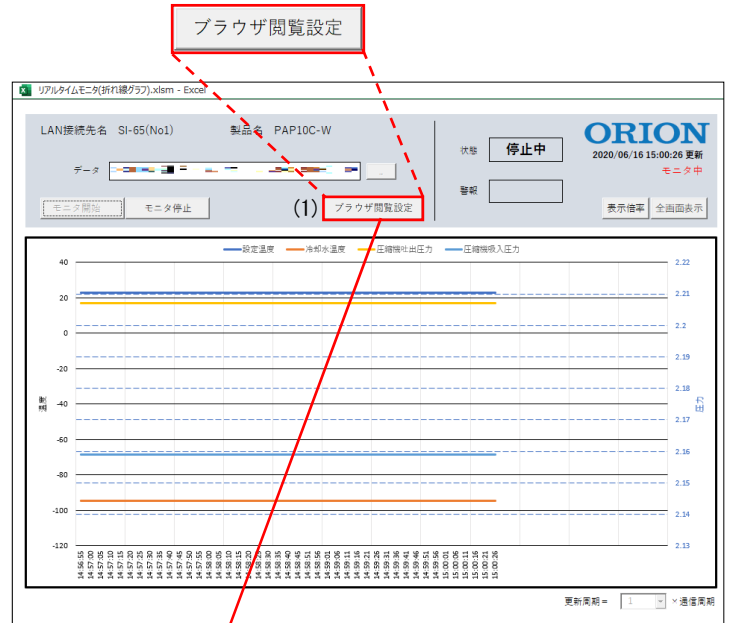 ブラウザ閲覧設定
リアルタイムモニタ(折れ線グラフ).xlsm - Excel
LAN接続先名 SI-65(No1) 製品名 PAP10C-W
状態 停止中
ORION
2020/06/16 15:00:26 更新
モニタ中
データ
警報
モニタ開始 モニタ停止 (1) ブラウザ閲覧設定
表示倍率 全画面表示
設定温度 冷却水温度 圧縮機吐出圧力 圧縮機吸入圧力
40 2.22
20 2.21
0 2.2
-20 2.19
2.18
温度 -40 2.17 圧力
-60 2.16
-80 2.15
-100 2.14
-120 2.13
14:56:55 14:57:00 14:57:05 14:57:10 14:57:15 14:57:20 14:57:25 14:57:30 14:57:35 14:57:40 14:57:45 14:57:50 14:57:55 14:58:00 14:58:05 14:58:10 14:58:15 14:58:20 14:58:25 14:58:30 14:58:35 14:58:40 14:58:45 14:58:51 14:58:56 14:59:01 14:59:06 14:59:11 14:59:16 14:59:21 14:59:26 14:59:31 14:59:36 14:59:41 14:59:46 14:59:51 14:59:56 15:00:01 15:00:06 15:00:11 15:00:16 15:00:21 15:00:26
更新周期= 1 ×通信周期